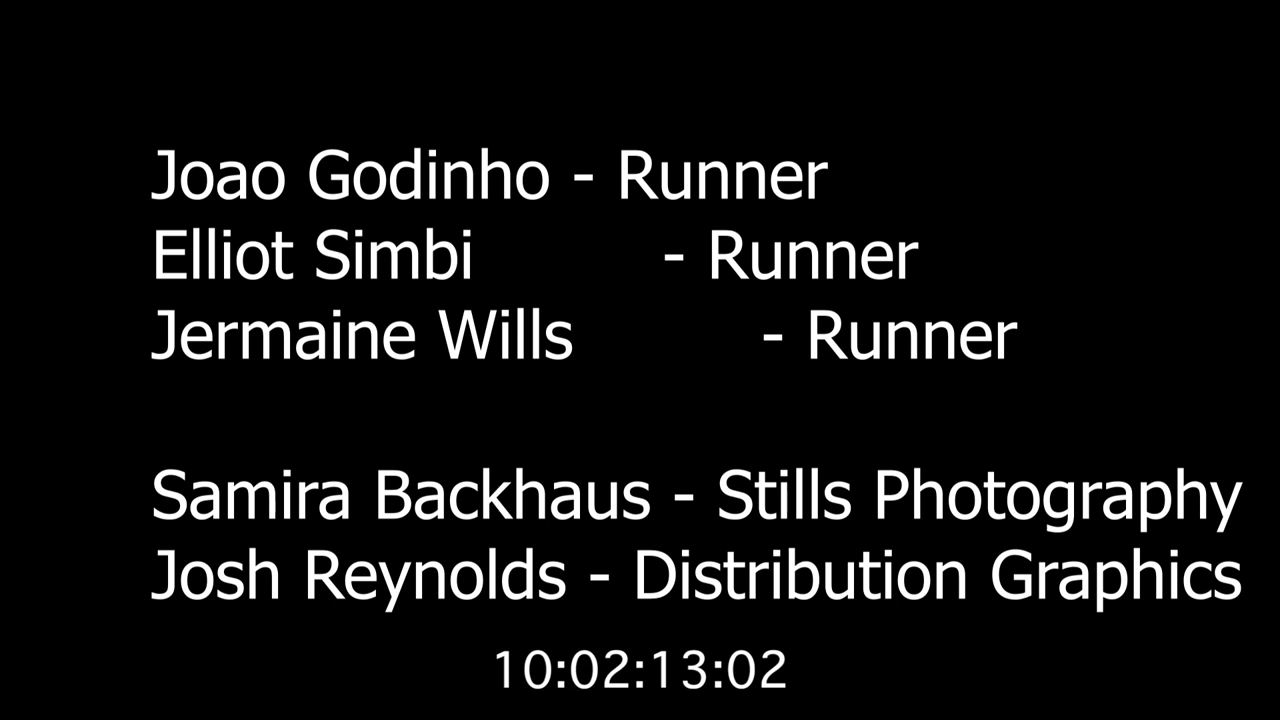 Joao Godinho - Runner
Elliot Simbi - Runner
Jermaine Wills - Runner
Samira Backhaus - Stills Photography
Josh Reynolds - Distribution Graphics
10:02:13:02